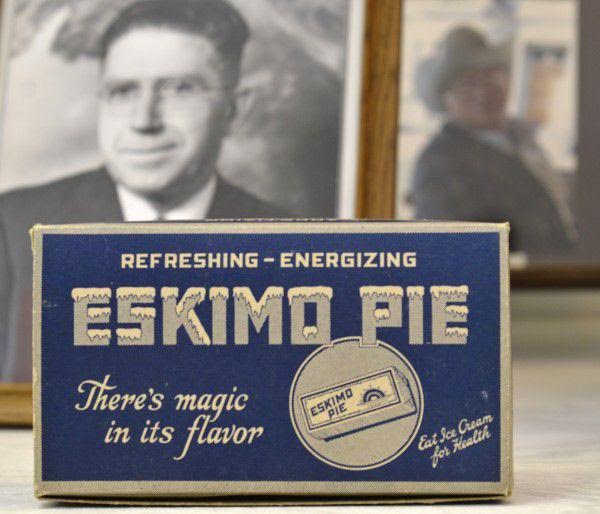 REFRESHING - ENERGIZING
ESKIMO PIE
There's magic
in its flavor
ESKIMO
PIE
Eat Ice Cream
for Health